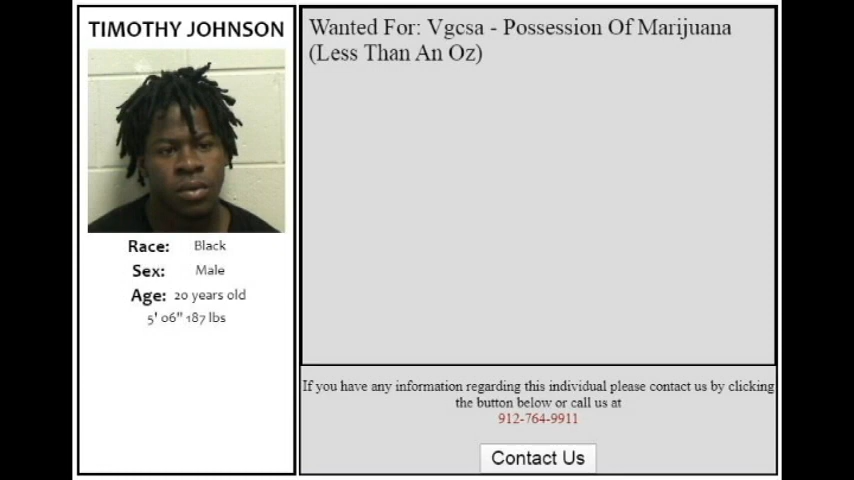 TIMOTHY JOHNSON
Race: Black
Sex: Male
Age: 20 years old
5' 06" 187 lbs
Wanted For: Vgcsa - Possession Of Marijuana
(Less Than An Oz)
If you have any information regarding this individual please contact us by clicking
the button below or call us at
912-764-9911
Contact Us